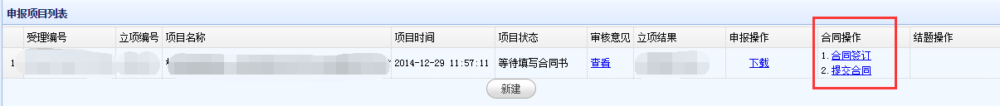 申报项目列表
受理编号 立项编号 项目名称 项目时间 项目状态 审核意见 立项结果 申报操作 合同操作 结题操作
1 2014-12-29 11:57:11 等待填写合同书 查看 下载 1.合同签订
2.提交合同
新建